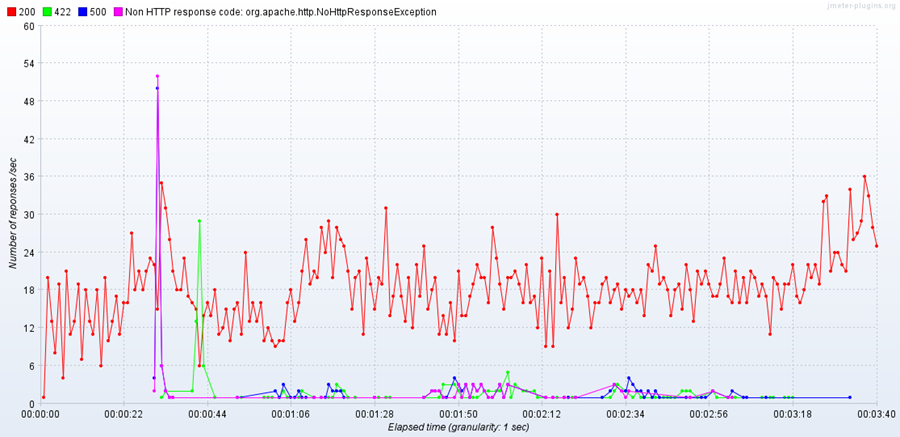 jmeter-plugins.org
200 422 500 Non HTTP response code: org.apache.http.NoHttpResponseException
60
54
48
42
36
30
24
18
12
6
0
Number of reponses /sec
00:00:00 00:00:22 00:00:44 00:01:06 00:01:28 00:01:50 00:02:12 00:02:34 00:02:56 00:03:18 00:03:40
Elapsed time (granularity: 1 sec)